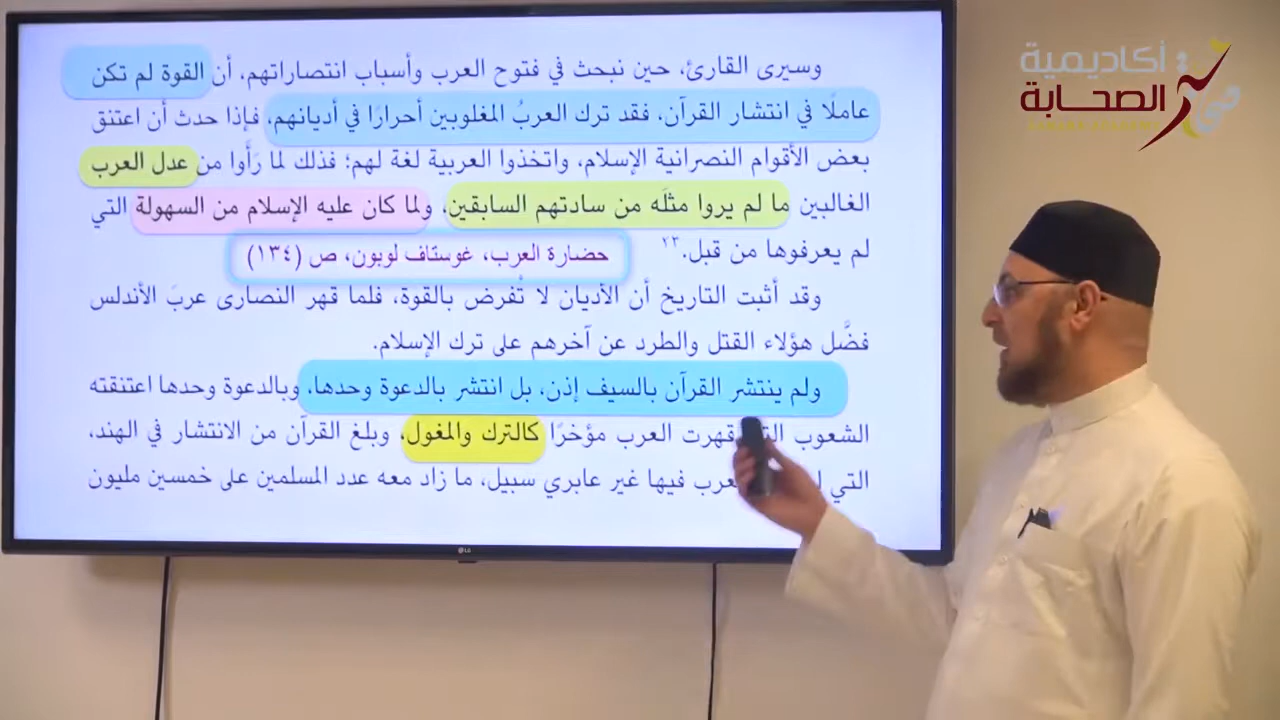 وسيرى القارئ، حين نبحث في فتوح العرب وأسباب انتصاراتهم، أن القوة لم تكن
عاملًا في انتشار القرآن، فقد ترك العربُ المغلوبين أحرارًا في أديانهم، فإذا حدث أن اعتنق
بعض الأقوام النصرانية الإسلام، واتخذوا العربية لغة لهم؛ فذلك لما رَأَوا من عدل العرب
الغالبين ما لم يروا مثلَه من سادتهم السابقين، ولما كان عليه الإسلام من السهولة التي
لم يعرفوها من قبل.٢٣
حضارة العرب، غوستاف لوبون، ص (١٣٤)
وقد أثبت التاريخ أن الأديان لا تُفرض بالقوة، فلما قهر النصارى عربَ الأندلس
فضَّل هؤلاء القتل والطرد عن آخرهم على ترك الإسلام.
ولم ينتشر القرآن بالسيف إذن، بل انتشر بالدعوة وحدها، وبالدعوة وحدها اعتنقته
الشعوب قهرت العرب مؤخرًا كالترك والمغول، وبلغ القرآن من الانتشار في الهند،
التي فيها غير عابري سبيل، ما زاد معه عدد المسلمين على خمسين مليون
LG
أكاديمية
الصحابة